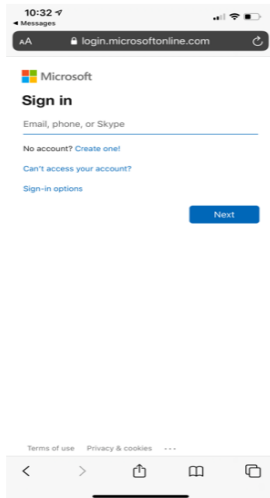 10:32
Messages
AA login.microsoftonline.com
Microsoft
Sign in
Email, phone, or Skype
No account? Create one!
Can't access your account?
Sign-in options
Next
Terms of use Privacy & cookies ...